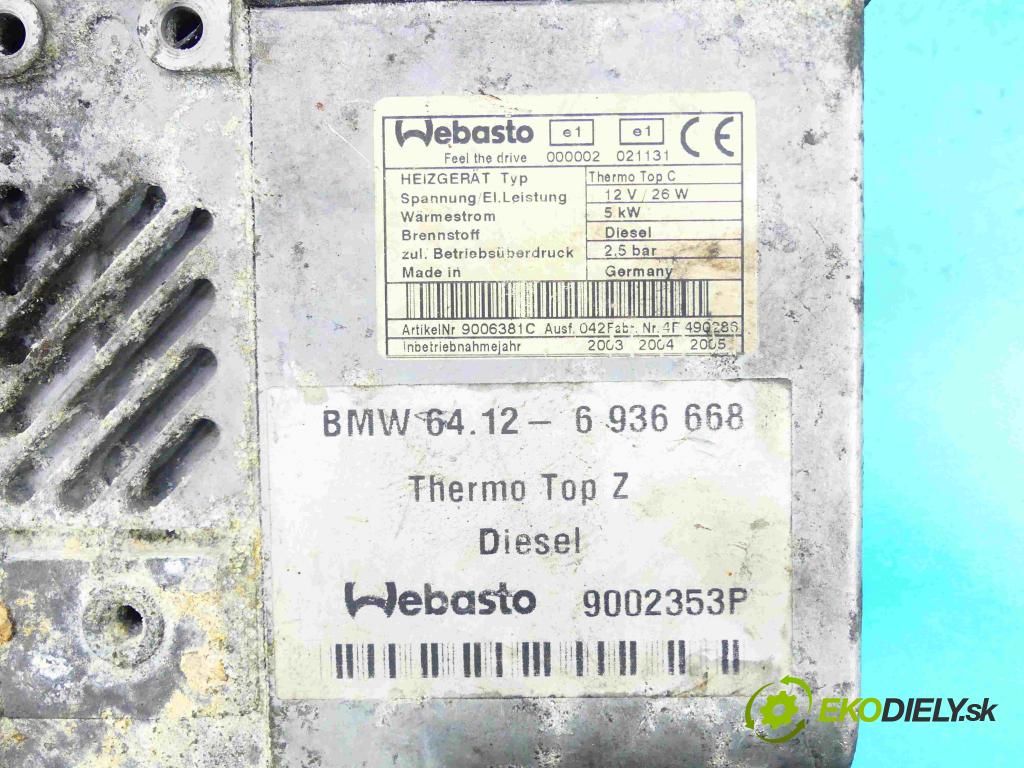 Webasto e1 e1 CE
Feel the drive 000002 021131
HEIZGERÄT Typ Thermo Top C
Spannung/El.Leistung 12 V / 26 W
Wärmestrom 5 kW
Brennstoff Diesel
zul. Betriebsüberdruck 2,5 bar
Made in Germany
ArtikelNr 9006381C Ausf. 042 Fabr. Nr. 4F 490286
Inbetriebnahmejahr 2003 2004 2005
BMW 64.12 - 6 936 668
Thermo Top Z
Diesel
Webasto 9002353P
EKODIELY.sk